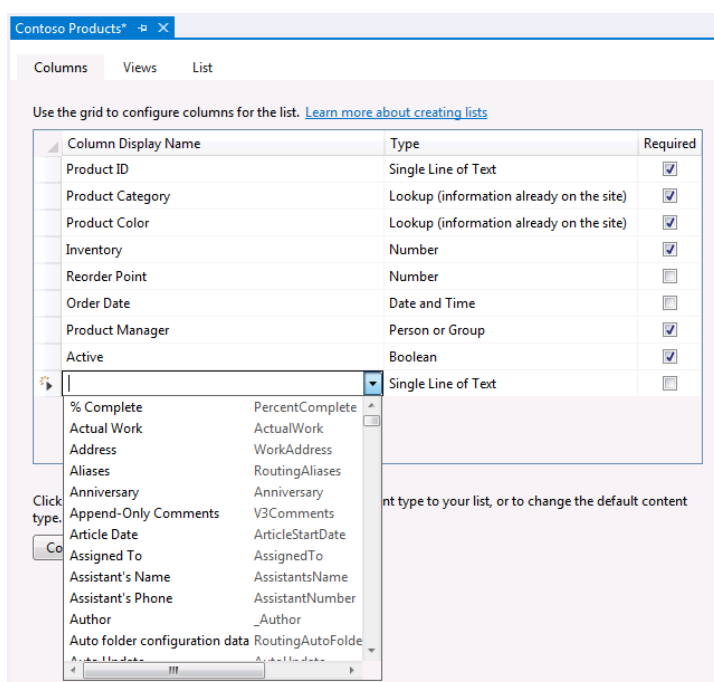 Contoso Products*
Columns Views List
Use the grid to configure columns for the list. Learn more about creating lists
Column Display Name Type Required
Product ID Single Line of Text
Product Category Lookup (information already on the site)
Product Color Lookup (information already on the site)
Inventory Number
Reorder Point Number
Order Date Date and Time
Product Manager Person or Group
Active Boolean
Single Line of Text
% Complete PercentComplete
Actual Work ActualWork
Address WorkAddress
Aliases RoutingAliases
Anniversary Anniversary
Append-Only Comments V3Comments
Article Date ArticleStartDate
Assigned To AssignedTo
Assistant's Name AssistantsName
Assistant's Phone AssistantNumber
Author _Author
Auto folder configuration data RoutingAutoFolde
Auto Update AutoUpdate
Click nt type to your list, or to change the default content
type.
Co